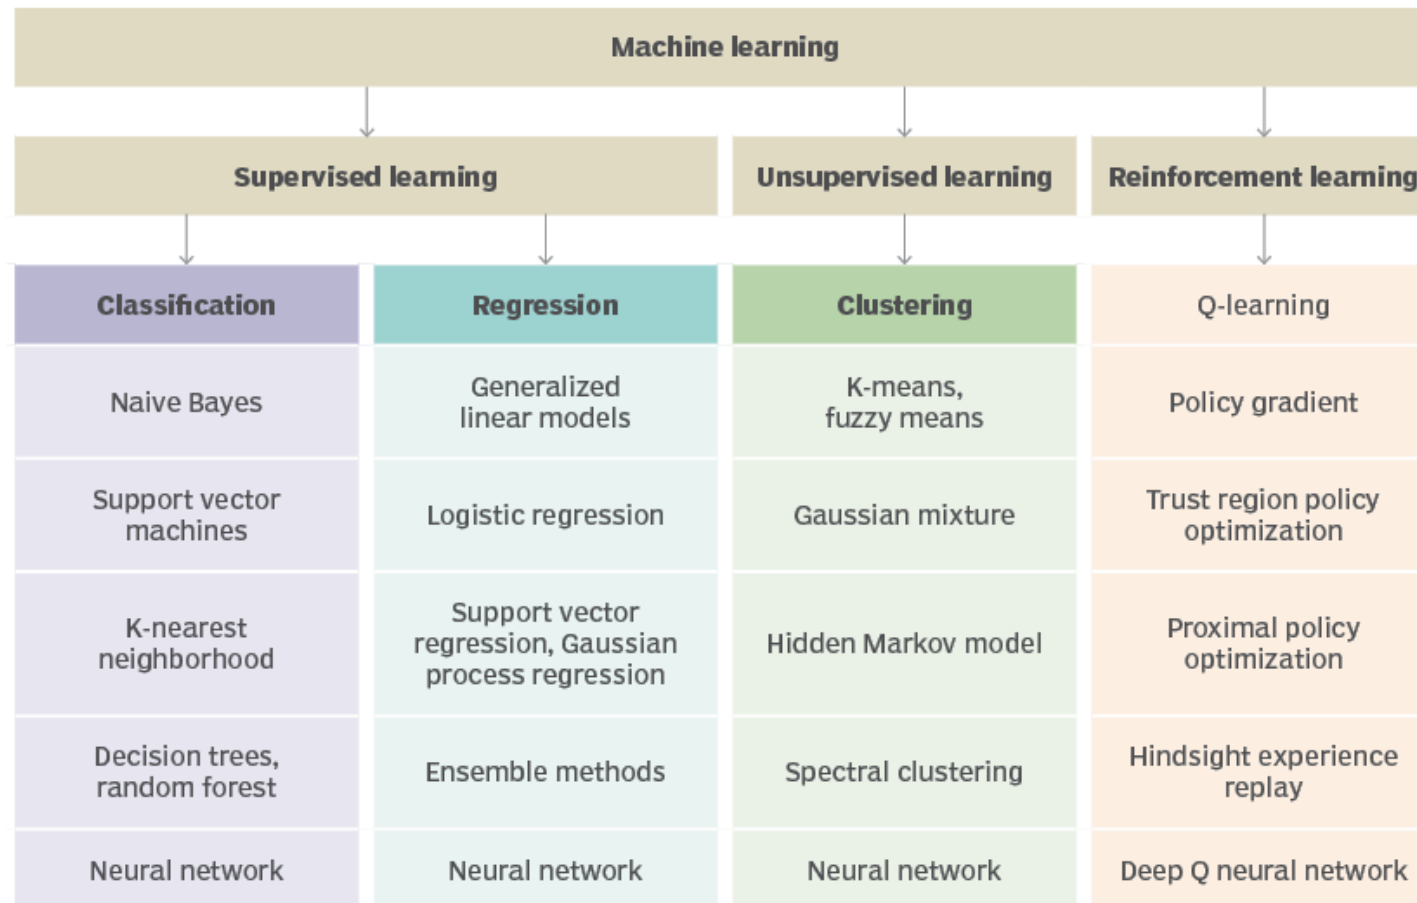 Machine learning
Supervised learning
Unsupervised learning
Reinforcement learning
Classification
Regression
Clustering
Q-learning
Naive Bayes
Generalized
linear models
K-means,
fuzzy means
Policy gradient
Support vector
machines
Logistic regression
Gaussian mixture
Trust region policy
optimization
K-nearest
neighborhood
Support vector
regression, Gaussian
process regression
Hidden Markov model
Proximal policy
optimization
Decision trees,
random forest
Ensemble methods
Spectral clustering
Hindsight experience
replay
Neural network
Neural network
Neural network
Deep Q neural network